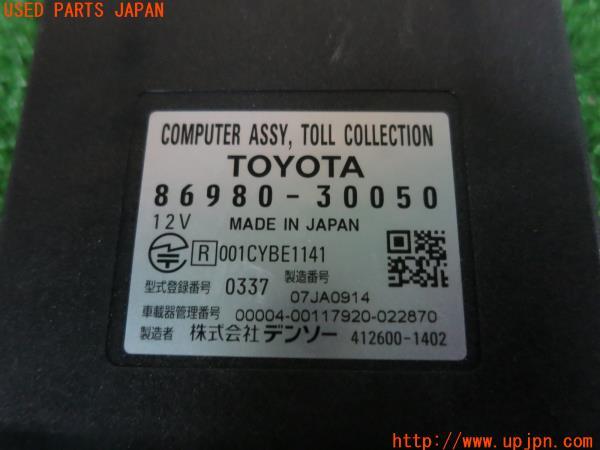 USED PARTS JAPAN
COMPUTER ASSY, TOLL COLLECTION
TOYOTA
86980-30050
12V MADE IN JAPAN
R 001CYBE1141
型式登録番号 0337 製造番号 07JA0914
車載器管理番号 00004-00117920-022870
製造者 株式会社 デンソー 412600-1402
http://www.upjpn.com/